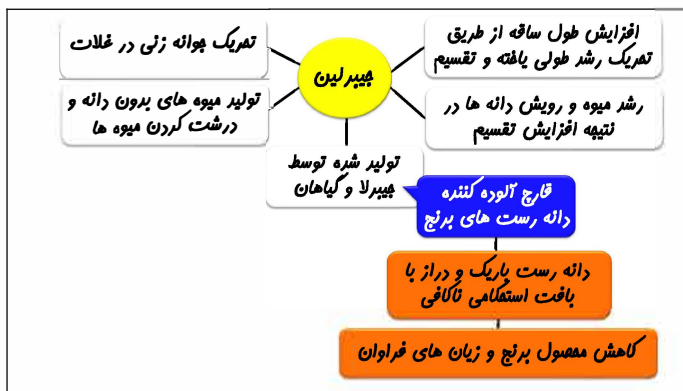 جیبرلین
افزایش طول ساقه از طریق
تحریک رشد طولی یافته و تقسیم
تحریک جوانه زنی در غلات
رشد میوه و رویش دانه ها در
نتیجه افزایش تقسیم
تولید میوه های بدون دانه و
درشت کردن میوه ها
تولید شده توسط
جیبرلا و گیاهان
قارچ آلوده کننده
دانه رست های برنج
دانه رست باریک و دراز با
بافت استحکامی ناکافی
کاهش محصول برنج و زیان های فراوان